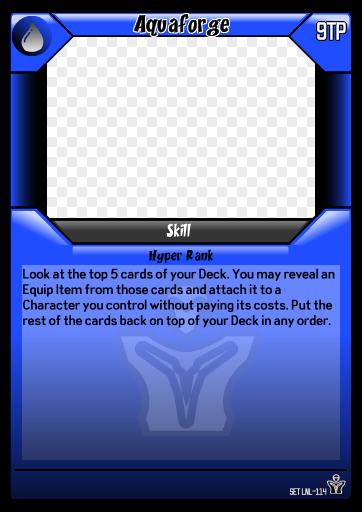 Aquaforge
9TP
Skill
Hyper Rank
Look at the top 5 cards of your Deck. You may reveal an
Equip Item from those cards and attach it to a
Character you control without paying its costs. Put the
rest of the cards back on top of your Deck in any order.
SET LNL-114